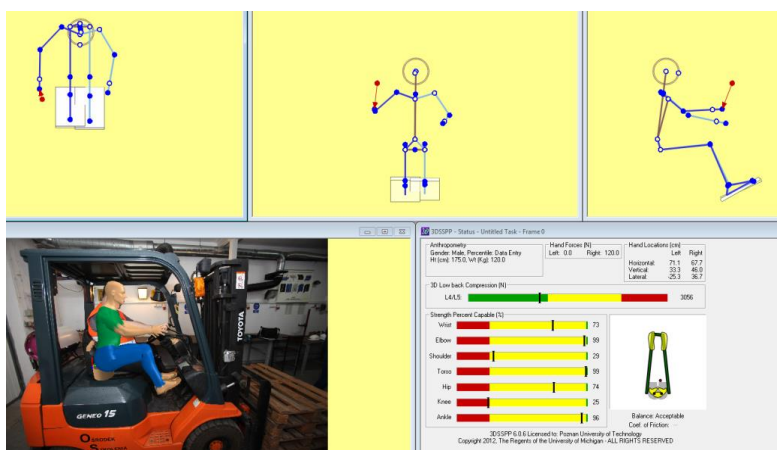 3DSSPP - Status - Untitled Task - Frame 0
Anthropometry
Gender: Male, Percentile: Data Entry
Ht (cm): 175.0, Wt (Kg): 120.0
Hand Forces (N)
Left: 0.0 Right: 120.0
Hand Locations (cm)
Left Right
Horizontal: 71.1 67.7
Vertical: 33.3 46.0
Lateral: -25.3 36.7
3D Low back Compression (N)
L4/L5: 3056
Strength Percent Capable (%)
Wrist 73
Elbow 99
Shoulder 29
Torso 99
Hip 74
Knee 25
Ankle 96
Balance: Acceptable
Coef. of Friction: --
3DSSPP 6.0.6 Licensed to: Poznan University of Technology
Copyright 2012, The Regents of the University of Michigan - ALL RIGHTS RESERVED
TOYOTA
GENEO 15